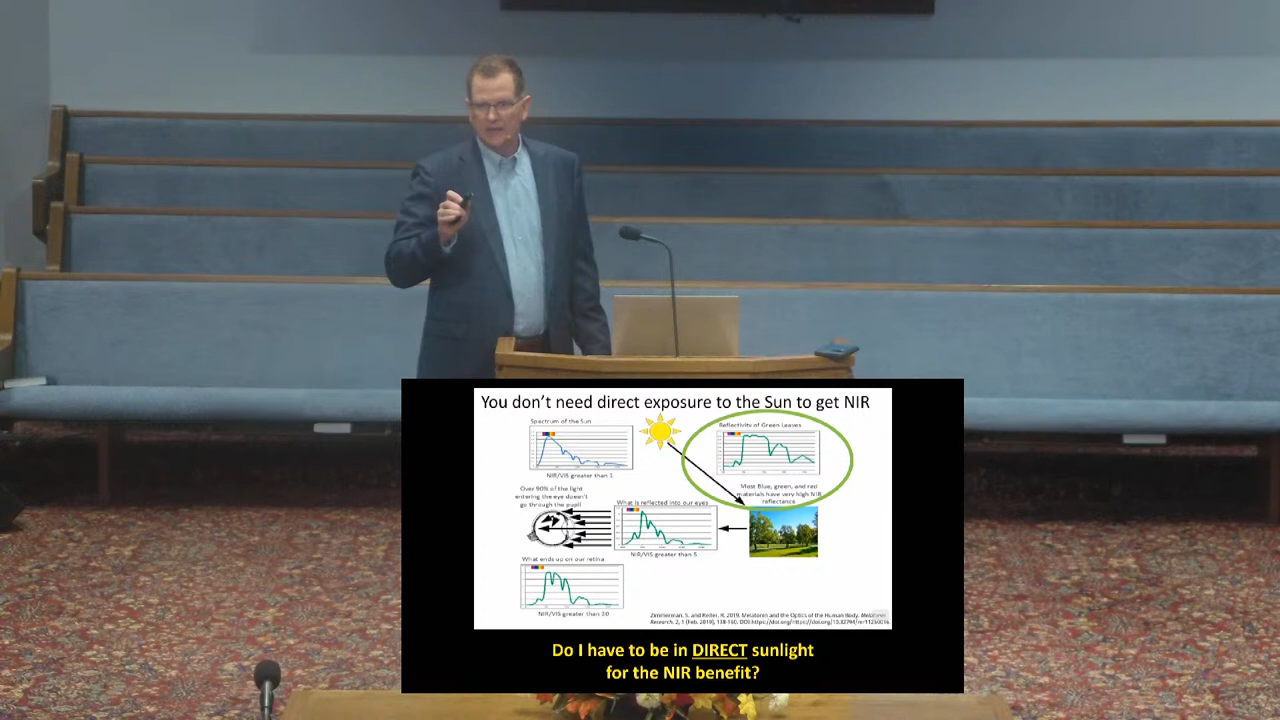 You don't need direct exposure to the Sun to get NIR
Spectrum of the Sun
NIR/VIS greater than 1
Reflectivity of Green Leaves
Most Blue, green, and red
materials have very high NIR
reflectance
Over 90% of the light
entering the eye doesn't
go through the pupil
What is reflected into our eyes
NIR/VIS greater than 5
What ends up on our retina
NIR/VIS greater than
Zimmerman, S. and Reiter, R. 2019. Melatonin and the Optics of the Human Body. Melatonin
Research. 2, 1 (Feb. 2019), 138-160.
Do I have to be in DIRECT sunlight
for the NIR benefit?